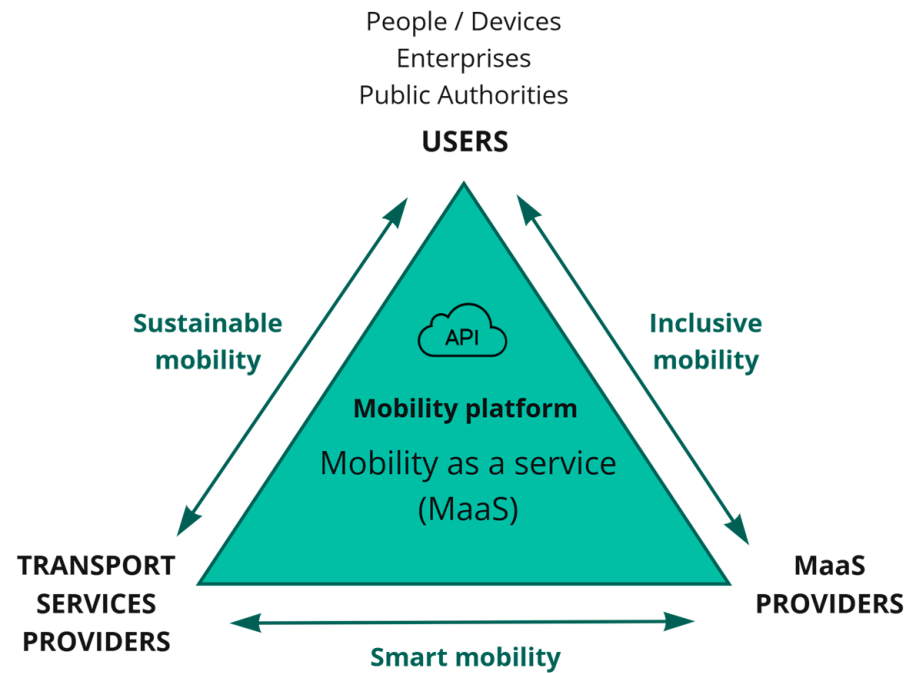 People / Devices
Enterprises
Public Authorities
USERS
Sustainable
mobility
Inclusive
mobility
API
Mobility platform
Mobility as a service
(MaaS)
TRANSPORT
SERVICES
PROVIDERS
MaaS
PROVIDERS
Smart mobility